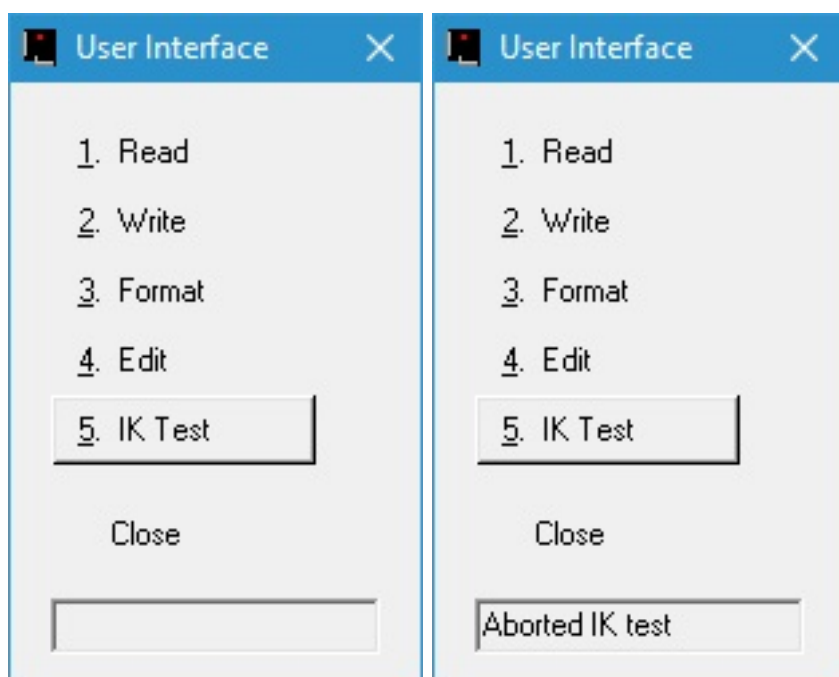 User Interface
1. Read
2. Write
3. Format
4. Edit
5. IK Test
Close
User Interface
1. Read
2. Write
3. Format
4. Edit
5. IK Test
Close
Aborted IK test